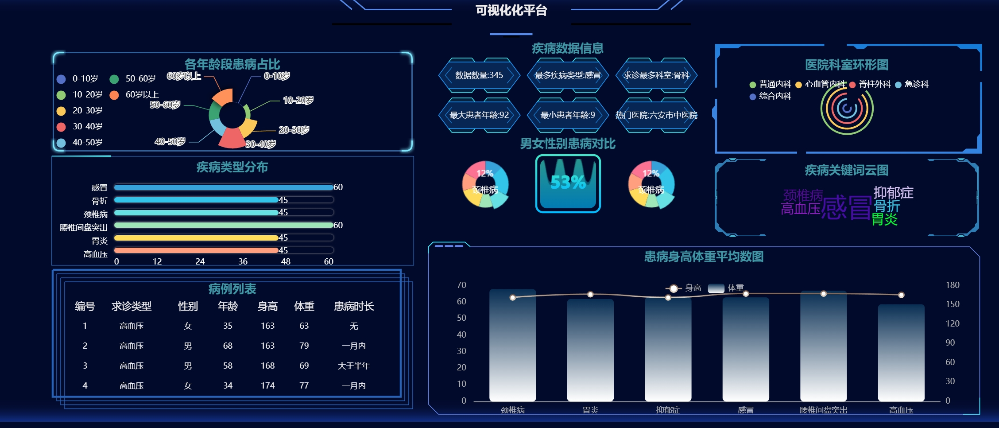 可视化化平台
各年龄段患病占比
0-10岁
10-20岁
20-30岁
30-40岁
40-50岁
50-60岁
60岁以上
60岁以上
0-10岁
10-20岁
50-60岁
20-30岁
40-50岁
30-40岁
疾病类型分布
感冒 60
骨折 45
颈椎病 45
腰椎间盘突出 60
胃炎 45
高血压 45
0 12 24 36 48 60
病例列表
编号 求诊类型 性别 年龄 身高 体重 患病时长
1 高血压 女 35 163 63 无
2 高血压 男 68 163 79 一月内
3 高血压 男 58 168 69 大于半年
4 高血压 女 34 174 77 一月内
疾病数据信息
数据数量:345
最多疾病类型:感冒
求诊最多科室:骨科
最大患者年龄:92
最小患者年龄:9
热门医院:六安市中医院
男女性别患病对比
12%
颈椎病
53%
12%
颈椎病
医院科室环形图
普通内科 心血管内科 脊柱外科 急诊科
综合内科
疾病关键词云图
颈椎病
高血压
感冒
抑郁症
骨折
胃炎
患病身高体重平均数图
身高 体重
70
60
50
40
30
20
10
0
180
150
120
90
60
30
0
颈椎病 胃炎 抑郁症 感冒 腰椎间盘突出 高血压